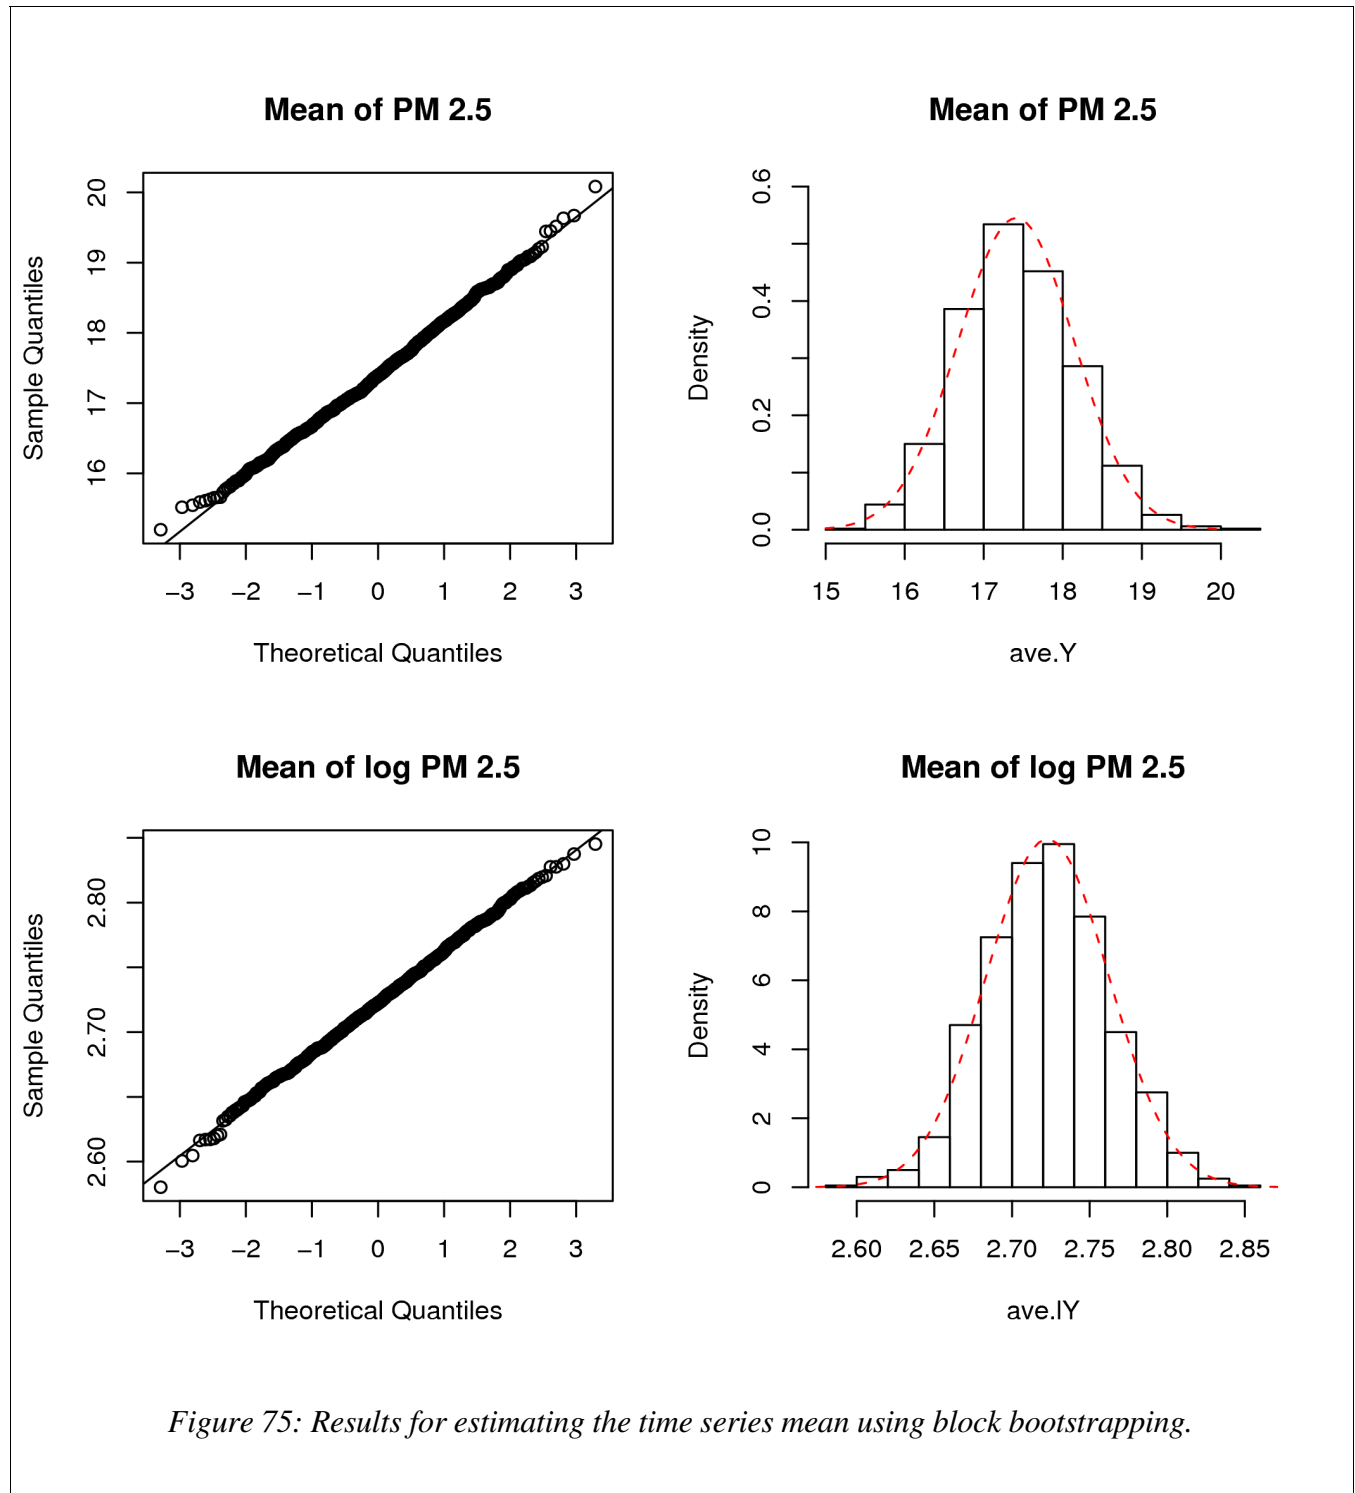 Mean of PM 2.5
Sample Quantiles
20
19
18
17
16
−3 −2 −1 0 1 2 3
Theoretical Quantiles
Mean of PM 2.5
Density
0.6
0.4
0.2
0.0
15 16 17 18 19 20
ave.Y
Mean of log PM 2.5
Sample Quantiles
2.80
2.70
2.60
−3 −2 −1 0 1 2 3
Theoretical Quantiles
Mean of log PM 2.5
Density
10
8
6
4
2
0
2.60 2.65 2.70 2.75 2.80 2.85
ave.lY
Figure 75: Results for estimating the time series mean using block bootstrapping.